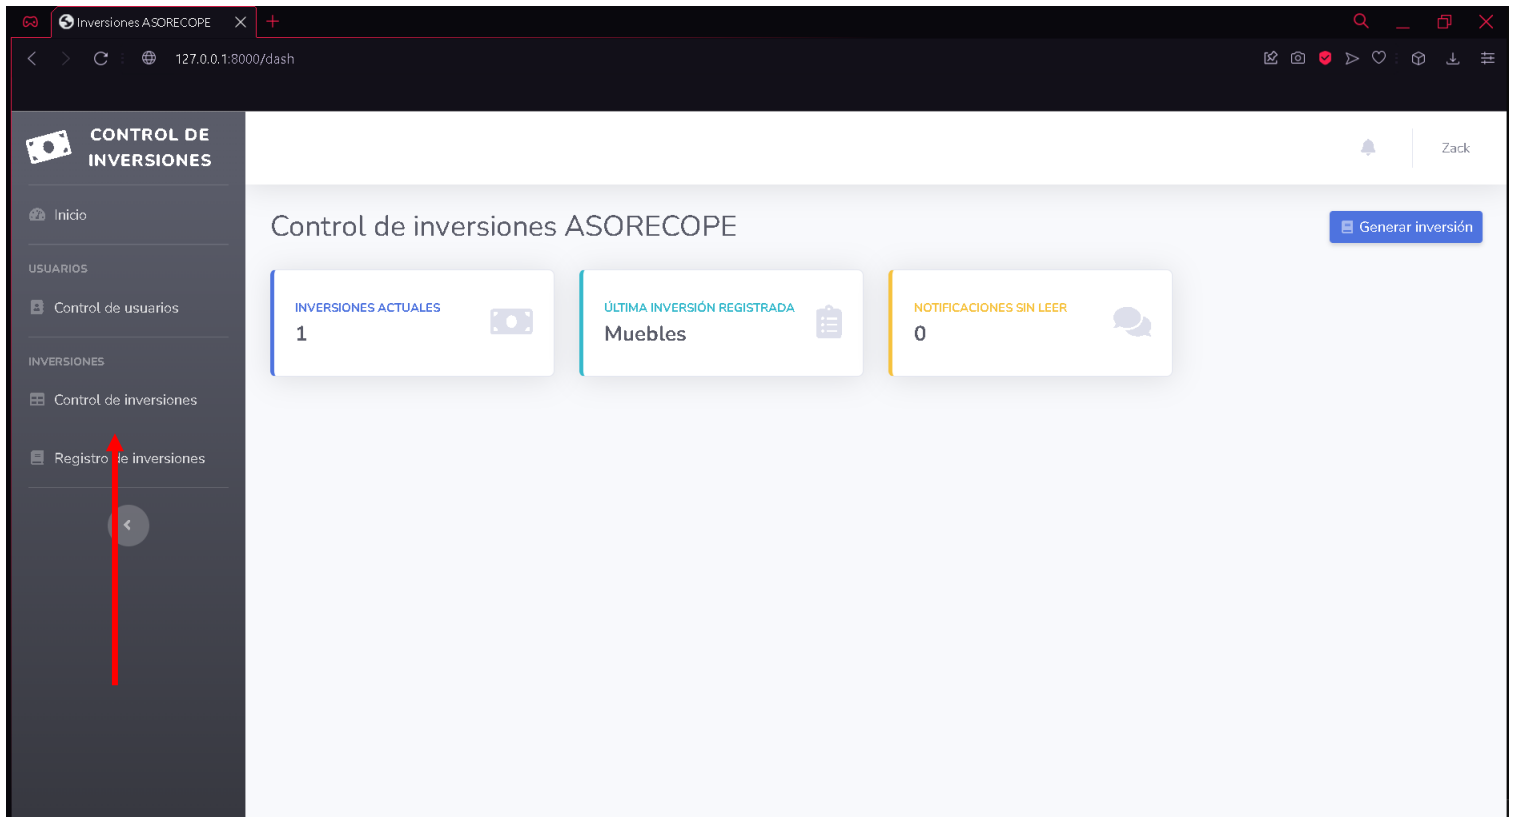 Inversiones ASORECOPE
127.0.0.1:8000/dash
CONTROL DE
INVERSIONES
Zack
Inicio
Control de inversiones ASORECOPE
Generar inversión
USUARIOS
Control de usuarios
INVERSIONES ACTUALES
1
ÚLTIMA INVERSIÓN REGISTRADA
Muebles
NOTIFICACIONES SIN LEER
0
INVERSIONES
Control de inversiones
Registro de inversiones